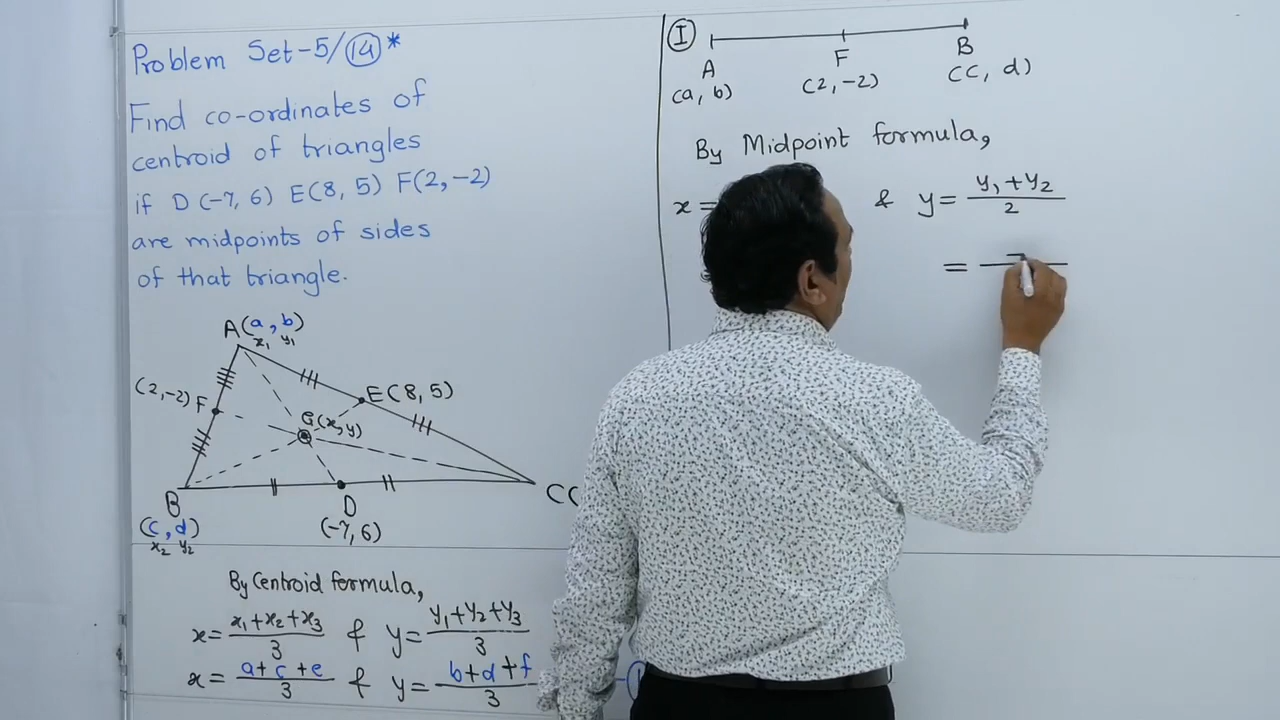 Problem Set-5/⑭*
Find co-ordinates of
centroid of triangles
if D(-7, 6) E(8, 5) F(2, -2)
are midpoints of sides
of that triangle.
A(a, b)
x₁ y₁
(2, -2) F
E(8, 5)
G(x, y)
B
D
C(
(c, d)
x₂ y₂
(-7, 6)
By Centroid formula,
x = x₁+x₂+x₃/3 & y = y₁+y₂+y₃/3
x = a+c+e/3 & y = b+d+f/3
Ⓘ
A F B
(a, b) (2, -2) (c, d)
By Midpoint formula,
x = & y = y₁+y₂/2
=